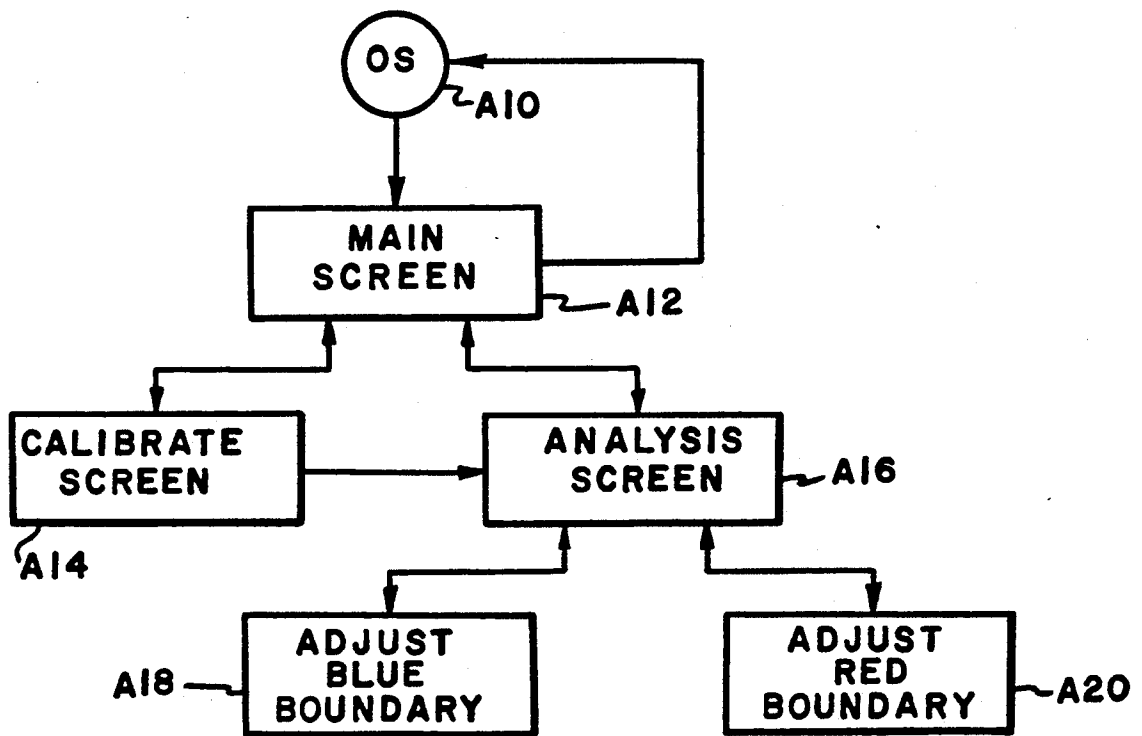 OS
A10
MAIN
SCREEN
A12
CALIBRATE
SCREEN
A14
ANALYSIS
SCREEN
A16
ADJUST
BLUE
BOUNDARY
A18
ADJUST
RED
BOUNDARY
A20